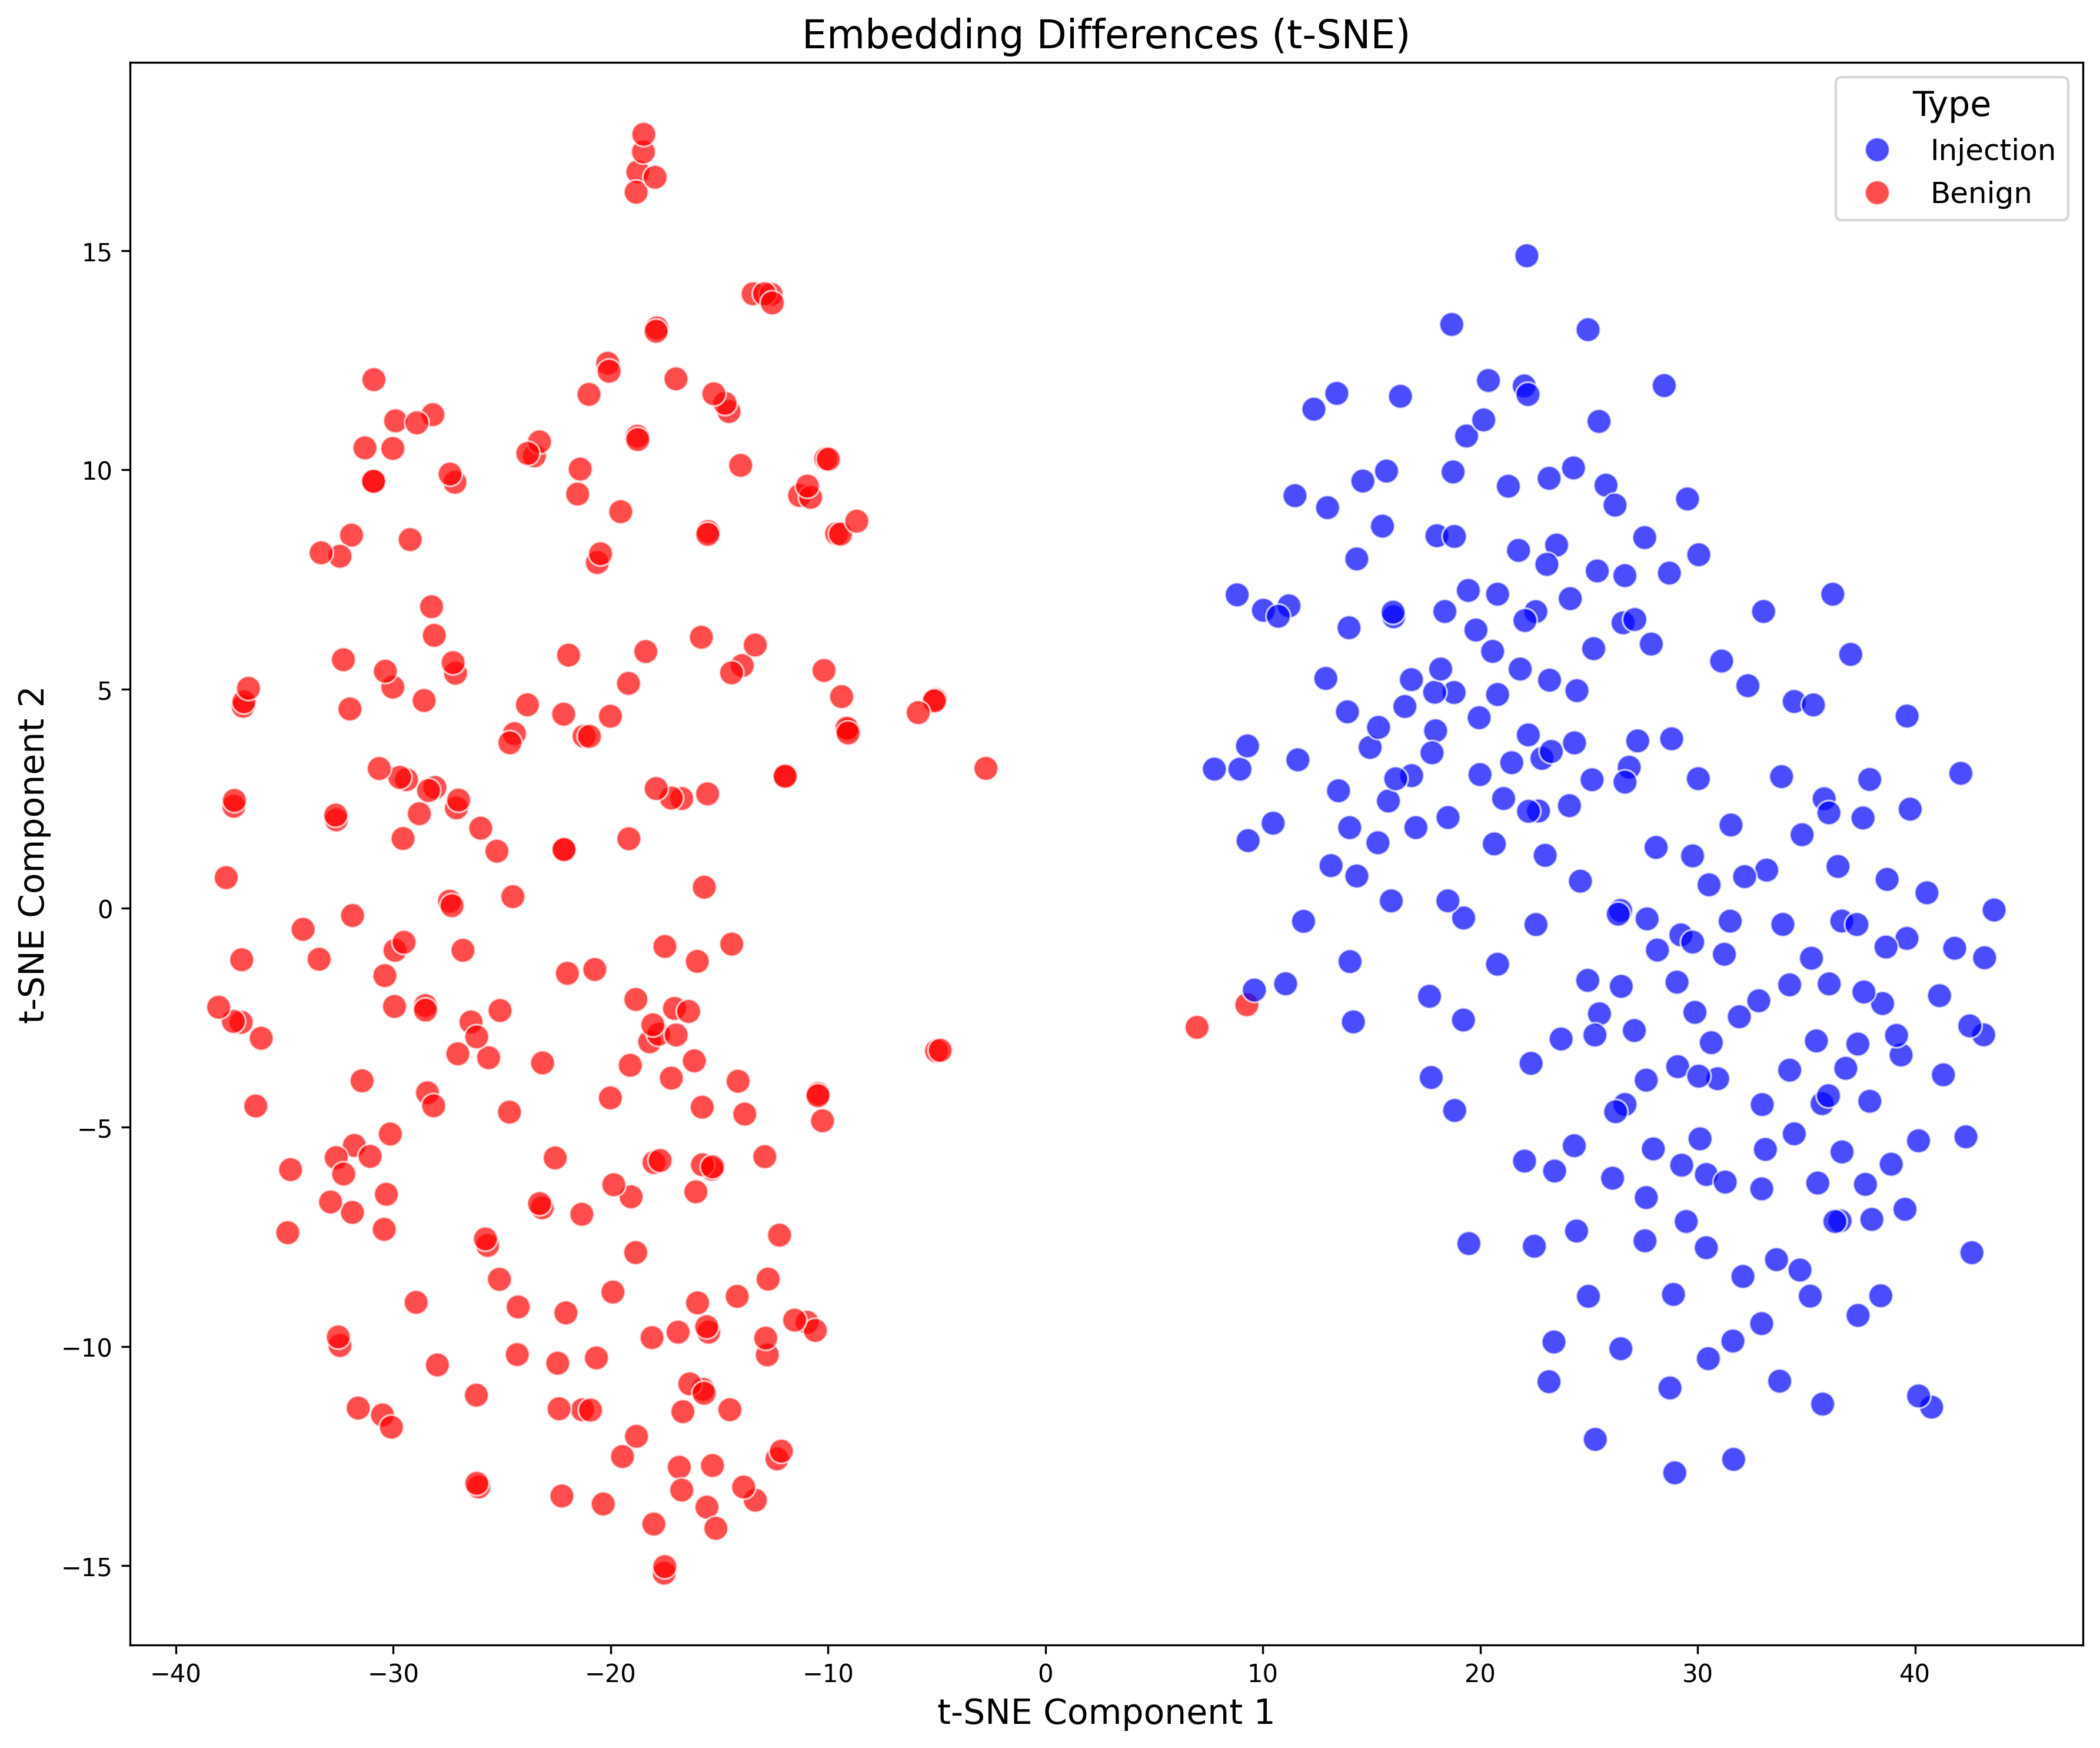 Embedding Differences (t-SNE)
Type
Injection
Benign
15
10
5
0
−5
−10
−15
t-SNE Component 2
−40
−30
−20
−10
0
10
20
30
40
t-SNE Component 1